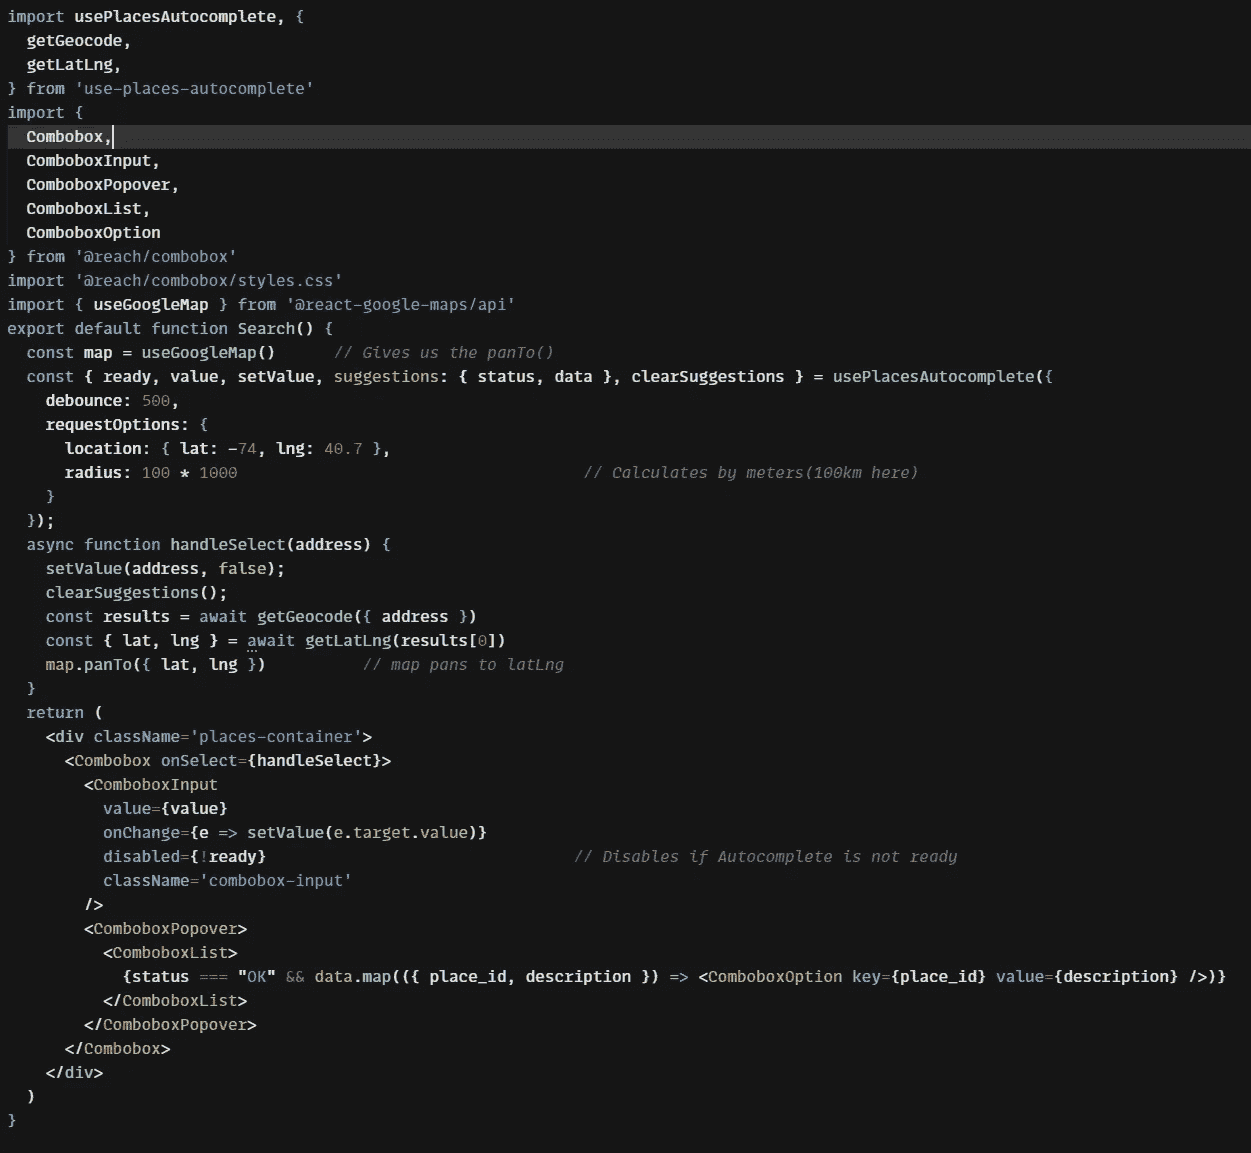 import usePlacesAutocomplete, {
  getGeocode,
  getLatLng,
} from 'use-places-autocomplete'
import {
  Combobox,
  ComboboxInput,
  ComboboxPopover,
  ComboboxList,
  ComboboxOption
} from '@reach/combobox'
import '@reach/combobox/styles.css'
import { useGoogleMap } from '@react-google-maps/api'
export default function Search() {
  const map = useGoogleMap()      // Gives us the panTo()
  const { ready, value, setValue, suggestions: { status, data }, clearSuggestions } = usePlacesAutocomplete({
    debounce: 500,
    requestOptions: {
      location: { lat: -74, lng: 40.7 },
      radius: 100 * 1000                                    // Calculates by meters(100km here)
    }
  });
  async function handleSelect(address) {
    setValue(address, false);
    clearSuggestions();
    const results = await getGeocode({ address })
    const { lat, lng } = await getLatLng(results[0])
    map.panTo({ lat, lng })          // map pans to latLng
  }
  return (
    <div className='places-container'>
      <Combobox onSelect={handleSelect}>
        <ComboboxInput
          value={value}
          onChange={e => setValue(e.target.value)}
          disabled={!ready}                                // Disables if Autocomplete is not ready
          className='combobox-input'
        />
        <ComboboxPopover>
          <ComboboxList>
            {status === "OK" && data.map(({ place_id, description }) => <ComboboxOption key={place_id} value={description} />)}
          </ComboboxList>
        </ComboboxPopover>
      </Combobox>
    </div>
  )
}